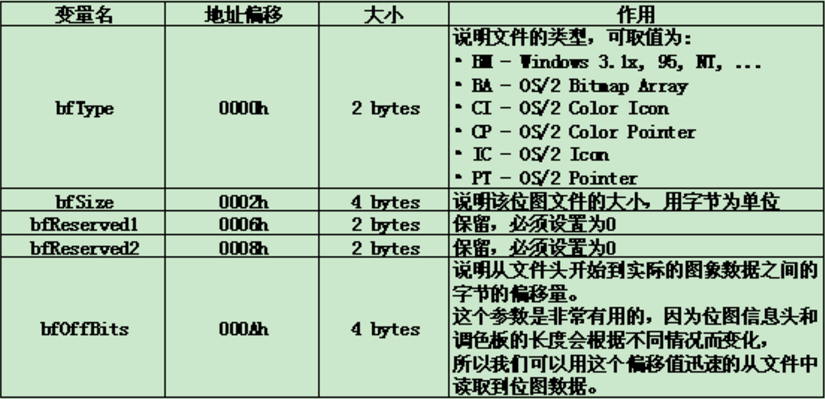 变量名 地址偏移 大小 作用
bfType 0000h 2 bytes 说明文件的类型，可取值为：
• BM - Windows 3.1x, 95, NT, ...
• BA - OS/2 Bitmap Array
• CI - OS/2 Color Icon
• CP - OS/2 Color Pointer
• IC - OS/2 Icon
• PT - OS/2 Pointer
bfSize 0002h 4 bytes 说明该位图文件的大小，用字节为单位
bfReserved1 0006h 2 bytes 保留，必须设置为0
bfReserved2 0008h 2 bytes 保留，必须设置为0
bfOffBits 000Ah 4 bytes 说明从文件头开始到实际的图象数据之间的
字节的偏移量。
这个参数是非常有用的，因为位图信息头和
调色板的长度会根据不同情况而变化，
所以我们可以用这个偏移值迅速的从文件中
读取到位图数据。